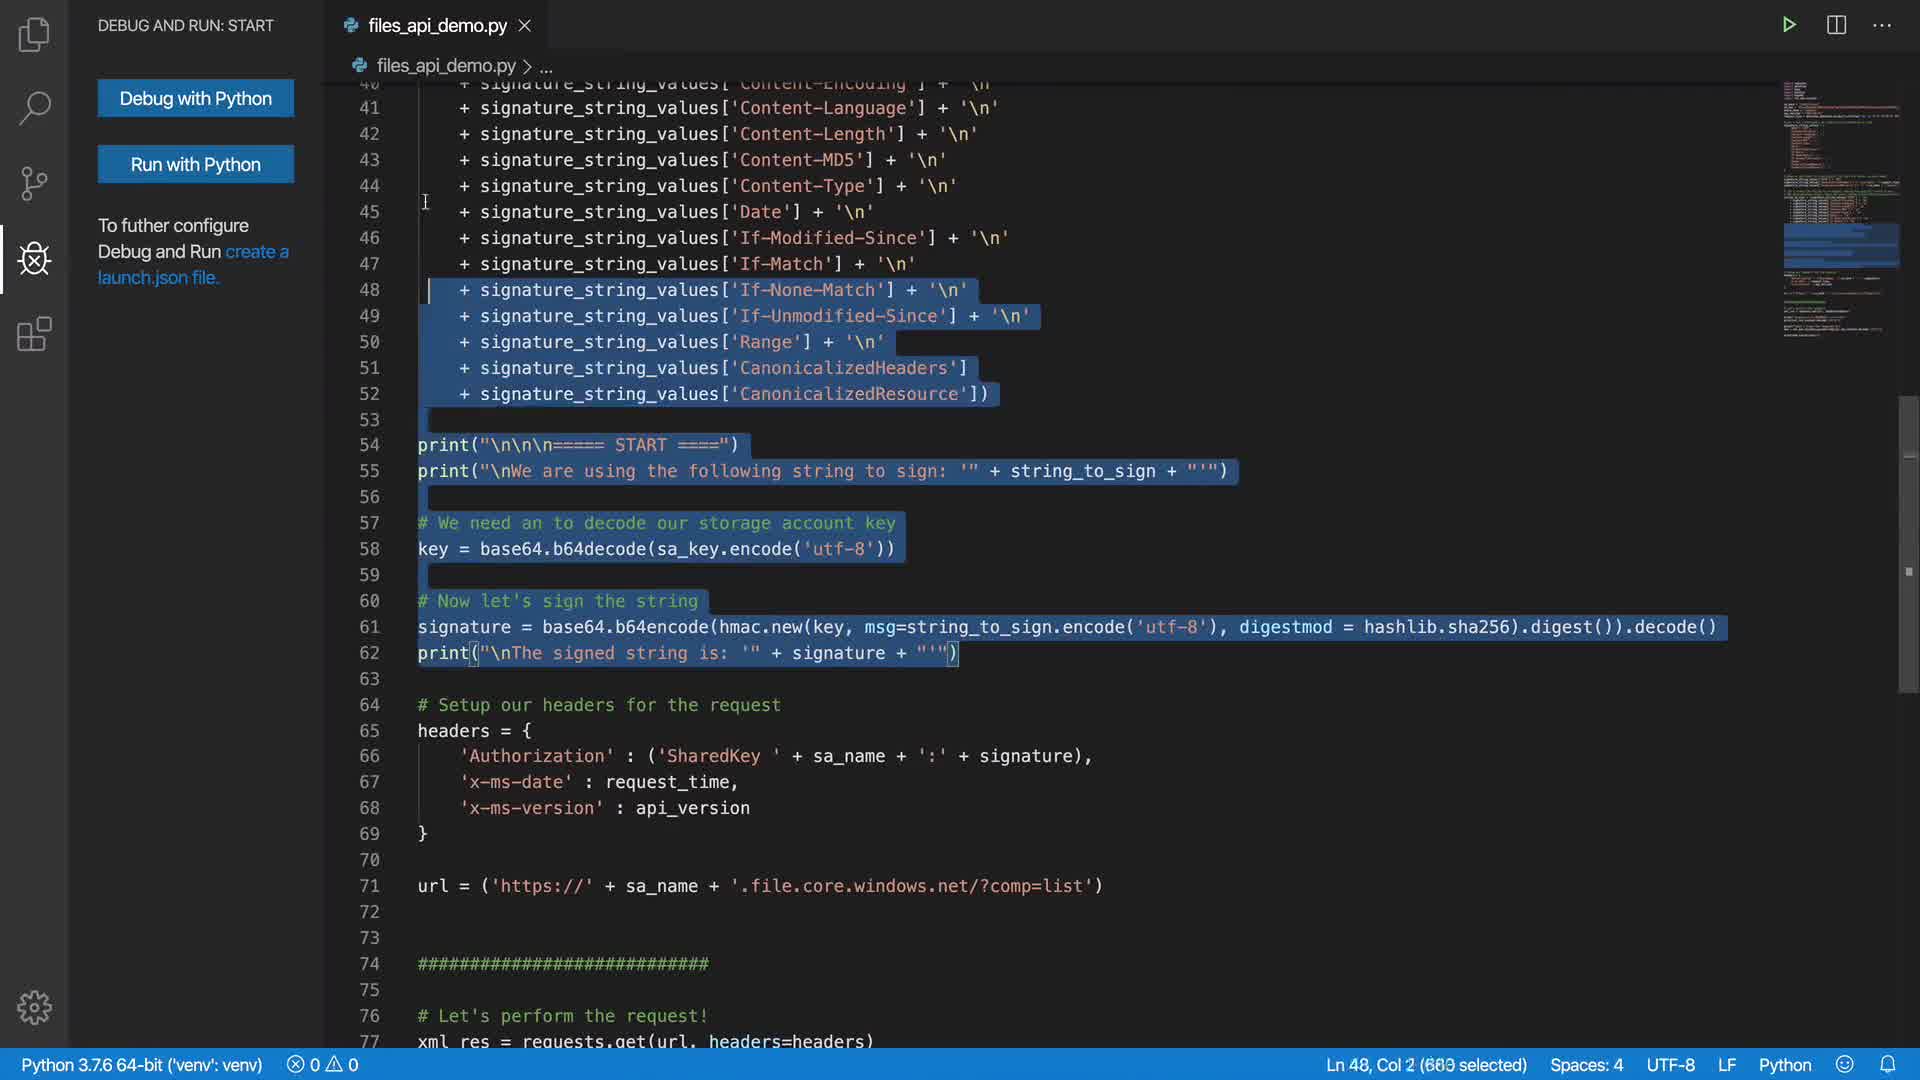 DEBUG AND RUN: START
files_api_demo.py
files_api_demo.py > ...
Debug with Python
Run with Python
To futher configure
Debug and Run create a
launch.json file.
40 + signature_string_values['Content-Encoding'] + '\n'
41 + signature_string_values['Content-Language'] + '\n'
42 + signature_string_values['Content-Length'] + '\n'
43 + signature_string_values['Content-MD5'] + '\n'
44 + signature_string_values['Content-Type'] + '\n'
45 + signature_string_values['Date'] + '\n'
46 + signature_string_values['If-Modified-Since'] + '\n'
47 + signature_string_values['If-Match'] + '\n'
48 + signature_string_values['If-None-Match'] + '\n'
49 + signature_string_values['If-Unmodified-Since'] + '\n'
50 + signature_string_values['Range'] + '\n'
51 + signature_string_values['CanonicalizedHeaders']
52 + signature_string_values['CanonicalizedResource'])
53
54 print("\n\n\n===== START ====")
55 print("\nWe are using the following string to sign: '" + string_to_sign + "'")
56
57 # We need an to decode our storage account key
58 key = base64.b64decode(sa_key.encode('utf-8'))
59
60 # Now let's sign the string
61 signature = base64.b64encode(hmac.new(key, msg=string_to_sign.encode('utf-8'), digestmod = hashlib.sha256).digest()).decode()
62 print("\nThe signed string is: '" + signature + "'")
63
64 # Setup our headers for the request
65 headers = {
66 'Authorization' : ('SharedKey ' + sa_name + ':' + signature),
67 'x-ms-date' : request_time,
68 'x-ms-version' : api_version
69 }
70
71 url = ('https://' + sa_name + '.file.core.windows.net/?comp=list')
72
73
74 ############################
75
76 # Let's perform the request!
77 xml_res = requests.get(url, headers=headers)
Python 3.7.6 64-bit ('venv': venv) 0 0 Ln 48, Col 2 ( selected) Spaces: 4 UTF-8 LF Python